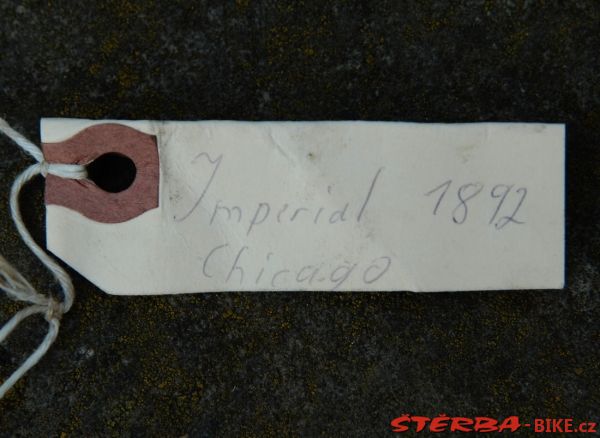 Imperial 1892
Chicago
ŠTĚRBA-BIKE.cz